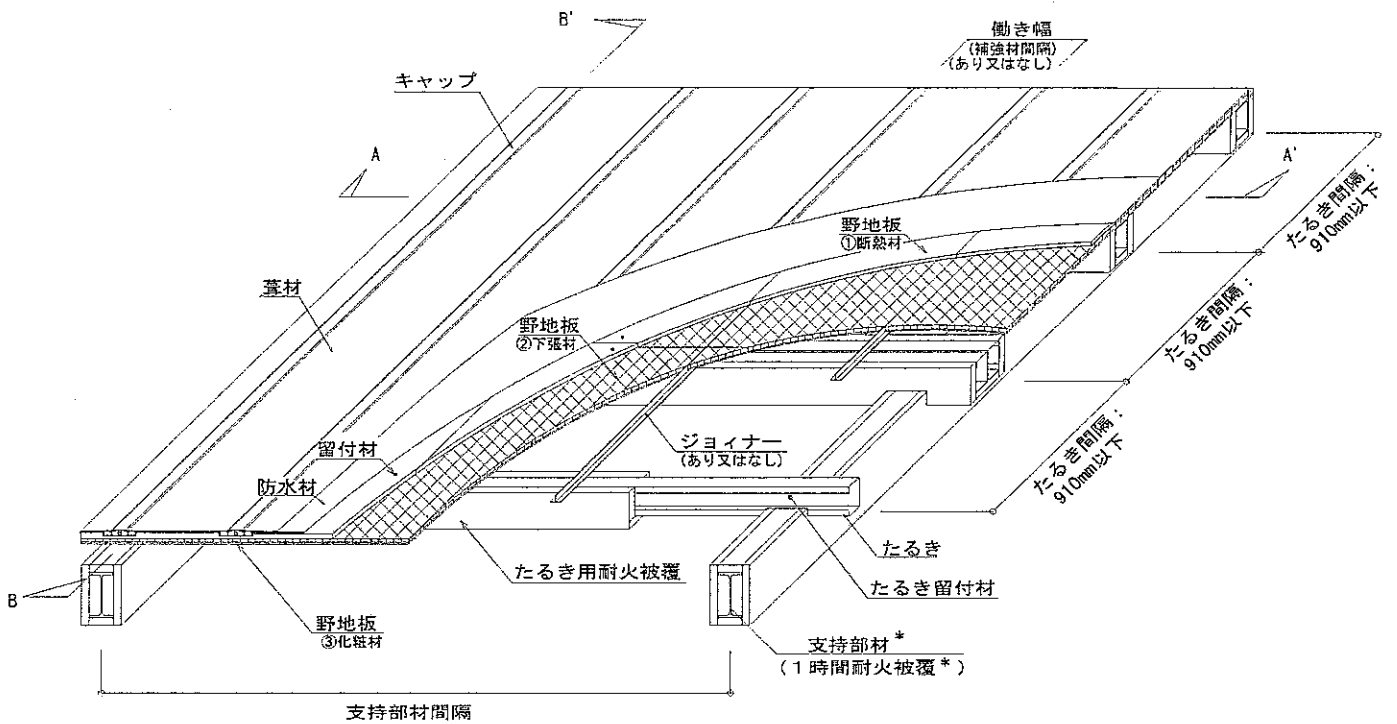 B'
働き幅
(補強材間隔)
(あり又はなし)
キャップ
A
A'
野地板
①断熱材
たるき間隔：
910mm以下
葺材
野地板
②下張材
たるき間隔：
910mm以下
留付材
ジョイナー
(あり又はなし)
たるき間隔：
910mm以下
防水材
たるき
たるき用耐火被覆
たるき留付材
B
野地板
③化粧材
支持部材*
(1時間耐火被覆*)
支持部材間隔